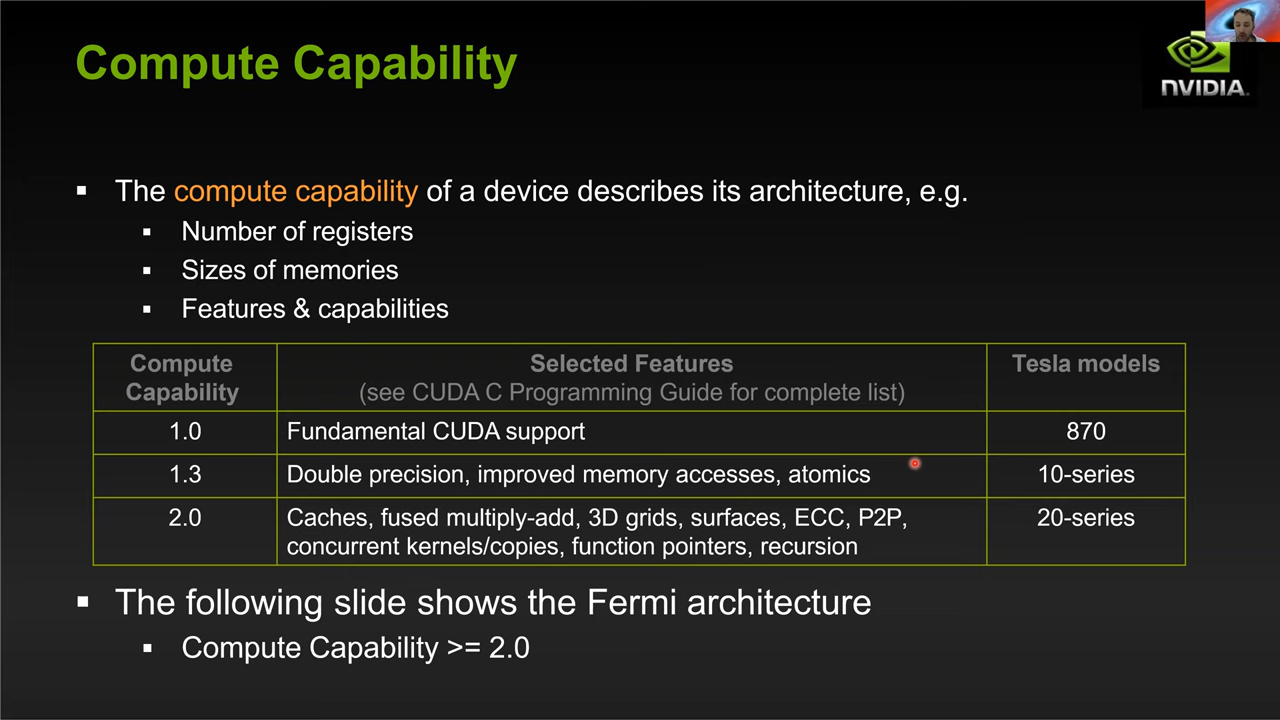 Compute Capability
NVIDIA.
▪ The compute capability of a device describes its architecture, e.g.
▪ Number of registers
▪ Sizes of memories
▪ Features & capabilities
Compute Capability
Selected Features
(see CUDA C Programming Guide for complete list)
Tesla models
1.0 Fundamental CUDA support 870
1.3 Double precision, improved memory accesses, atomics 10-series
2.0 Caches, fused multiply-add, 3D grids, surfaces, ECC, P2P, 20-series
concurrent kernels/copies, function pointers, recursion
▪ The following slide shows the Fermi architecture
▪ Compute Capability >= 2.0